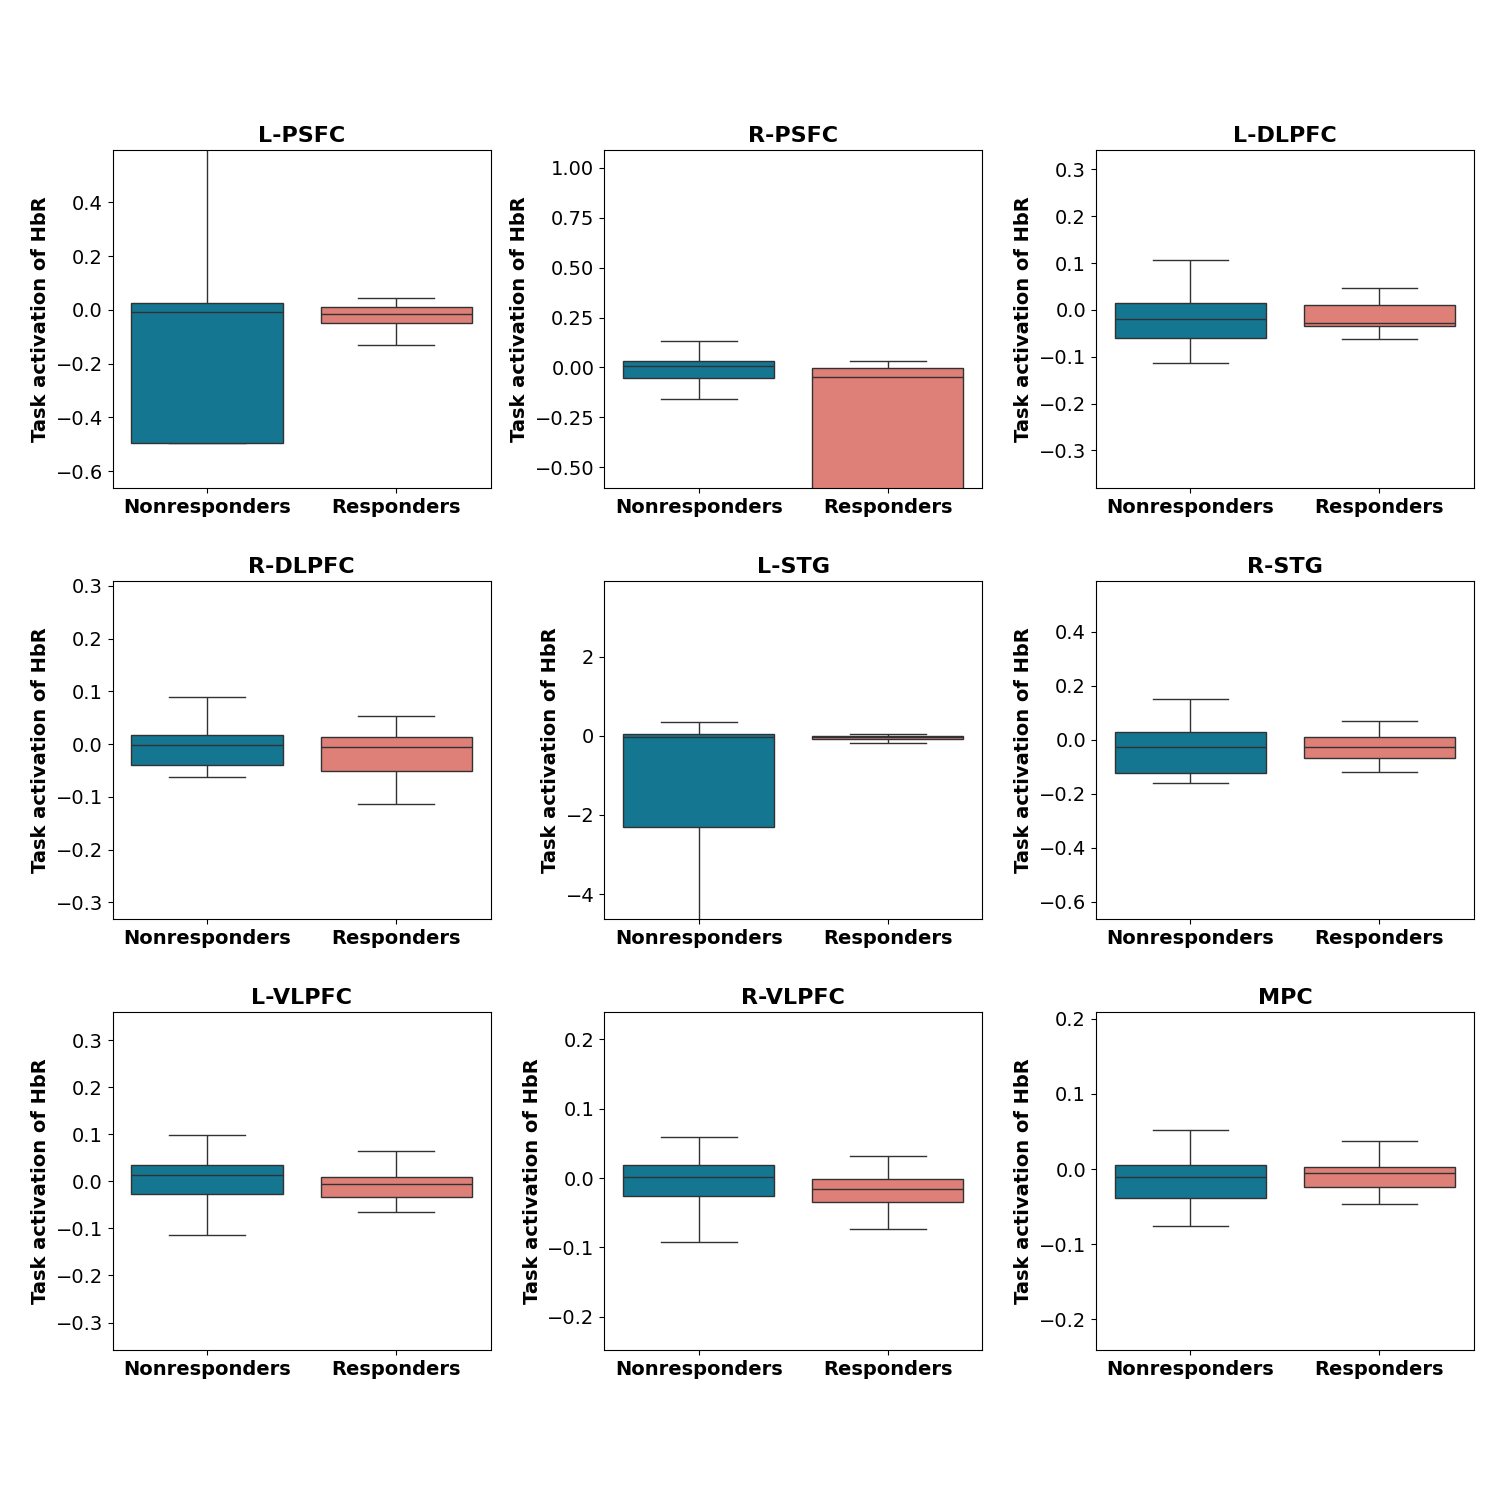 L-PSFC
Task activation of HbR
0.4
0.2
0.0
−0.2
−0.4
−0.6
Nonresponders Responders
R-PSFC
Task activation of HbR
1.00
0.75
0.50
0.25
0.00
−0.25
−0.50
Nonresponders Responders
L-DLPFC
Task activation of HbR
0.3
0.2
0.1
0.0
−0.1
−0.2
−0.3
Nonresponders Responders
R-DLPFC
Task activation of HbR
0.3
0.2
0.1
0.0
−0.1
−0.2
−0.3
Nonresponders Responders
L-STG
Task activation of HbR
2
0
−2
−4
Nonresponders Responders
R-STG
Task activation of HbR
0.4
0.2
0.0
−0.2
−0.4
−0.6
Nonresponders Responders
L-VLPFC
Task activation of HbR
0.3
0.2
0.1
0.0
−0.1
−0.2
−0.3
Nonresponders Responders
R-VLPFC
Task activation of HbR
0.2
0.1
0.0
−0.1
−0.2
Nonresponders Responders
MPC
Task activation of HbR
0.2
0.1
0.0
−0.1
−0.2
Nonresponders Responders